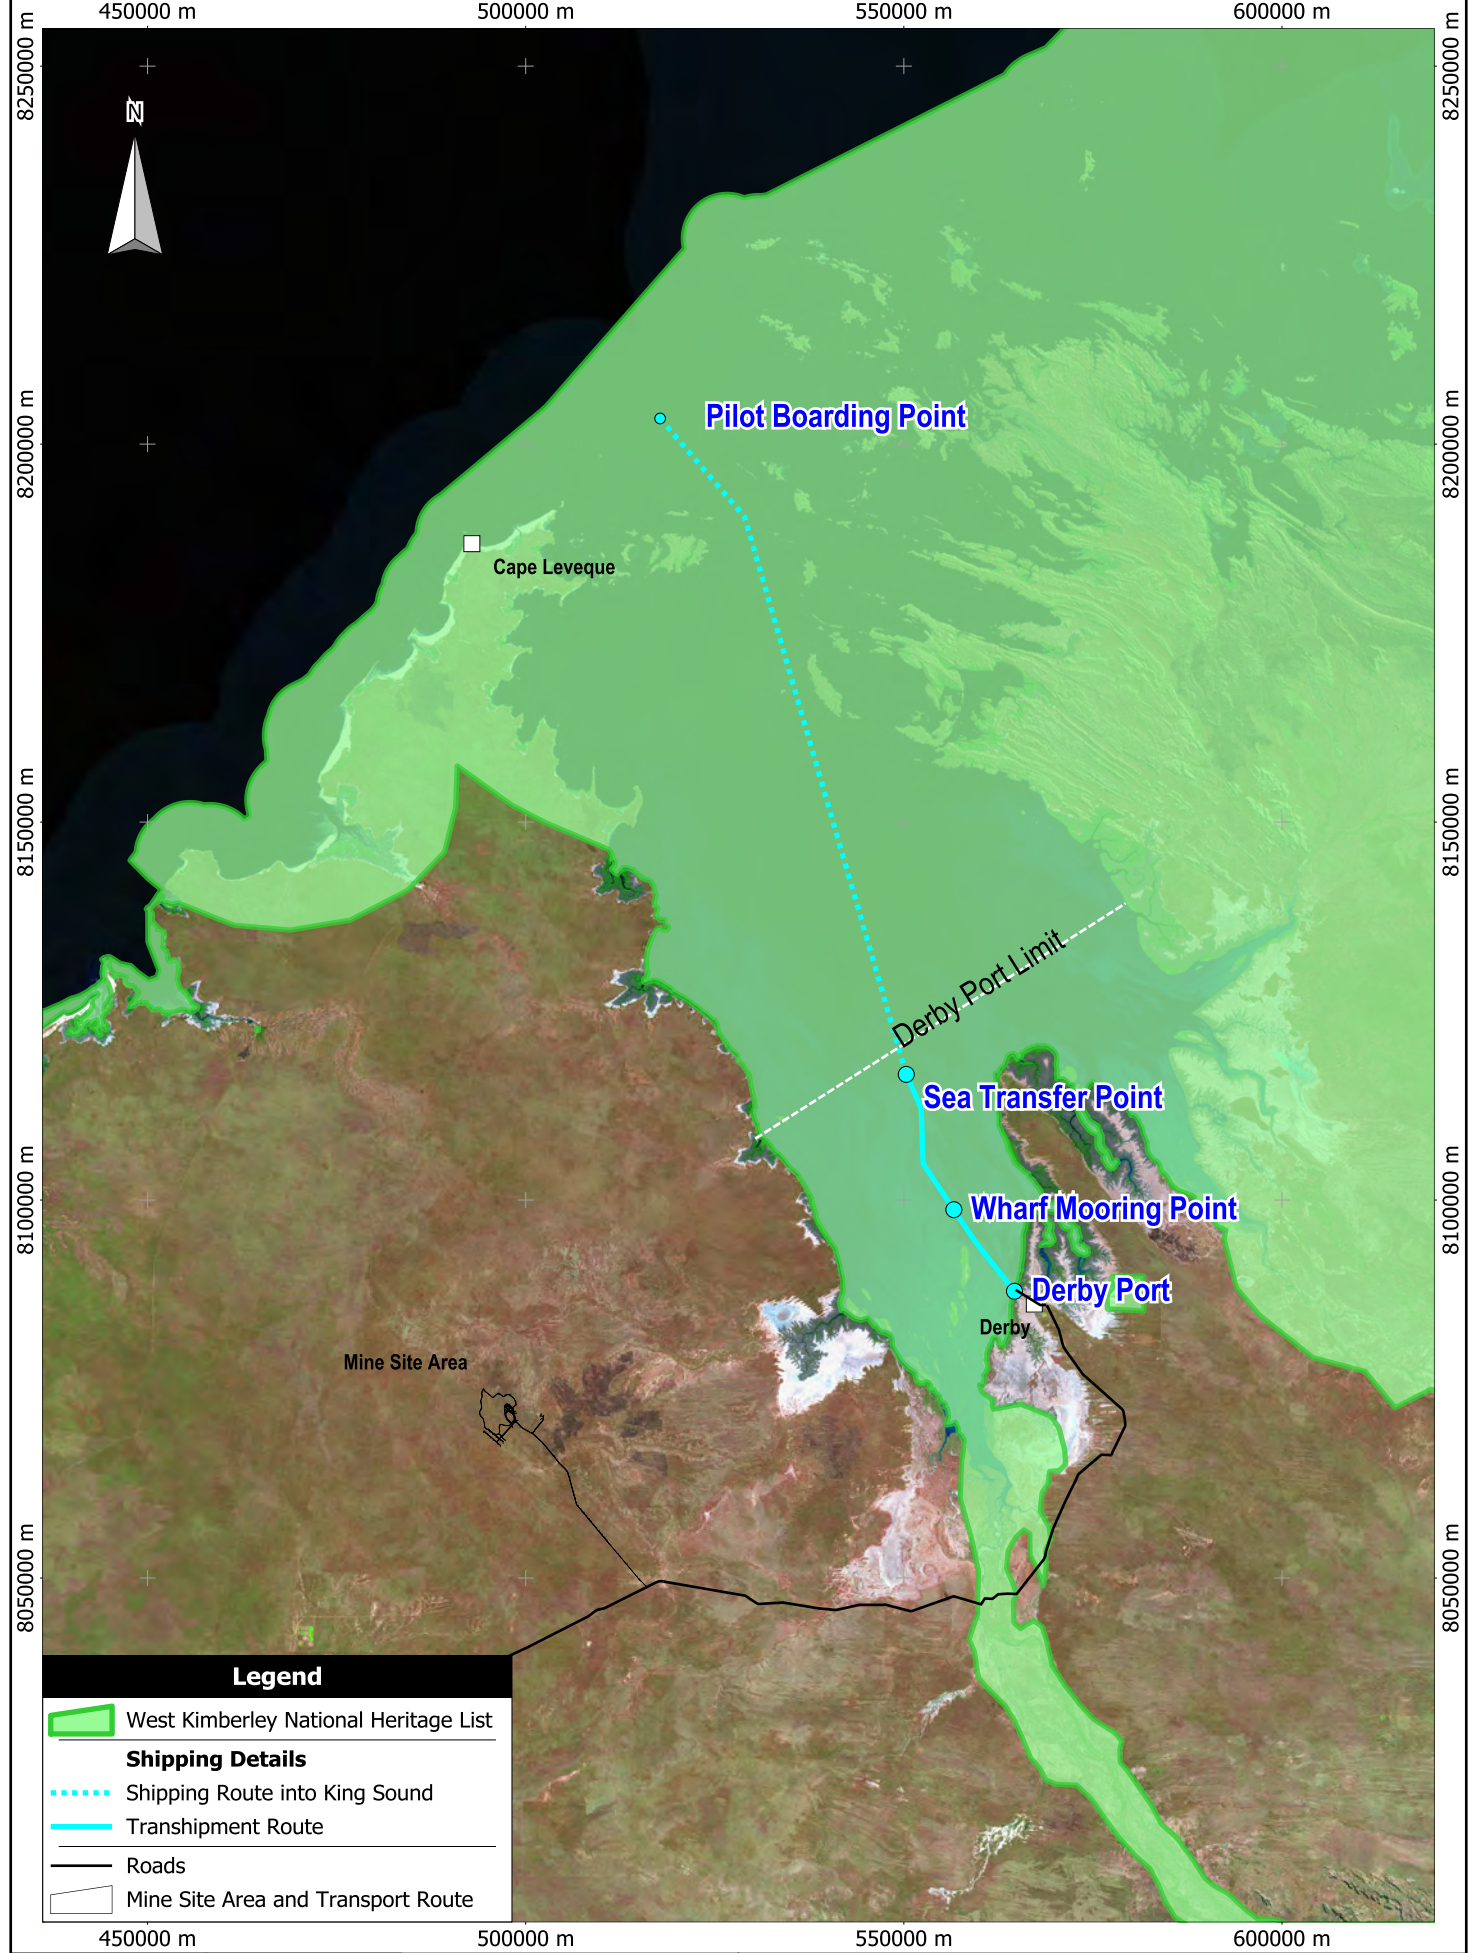 450000 m
500000 m
550000 m
600000 m
8250000 m
8250000 m
N
Pilot Boarding Point
8200000 m
8200000 m
Cape Leveque
8150000 m
8150000 m
Derby Port Limit
Sea Transfer Point
8100000 m
8100000 m
Wharf Mooring Point
Derby Port
Derby
Mine Site Area
8050000 m
8050000 m
Legend
West Kimberley National Heritage List
Shipping Details
Shipping Route into King Sound
Transhipment Route
Roads
Mine Site Area and Transport Route
450000 m
500000 m
550000 m
600000 m